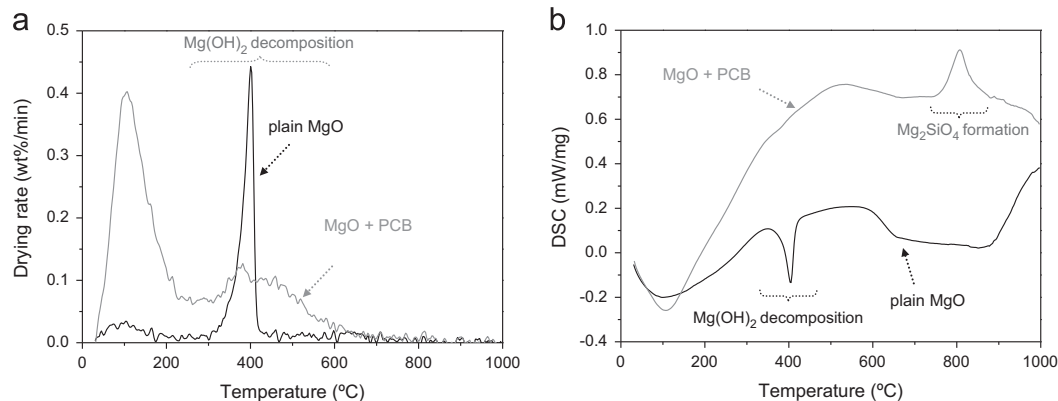 a
Mg(OH)2 decomposition
plain MgO
MgO + PCB
Drying rate (wt%/min)
0.5
0.4
0.3
0.2
0.1
0.0
0 200 400 600 800 1000
Temperature (ºC)
b
MgO + PCB
Mg2SiO4 formation
Mg(OH)2 decomposition
plain MgO
DSC (mW/mg)
1.0
0.8
0.6
0.4
0.2
0.0
-0.2
-0.4
0 200 400 600 800 1000
Temperature (ºC)